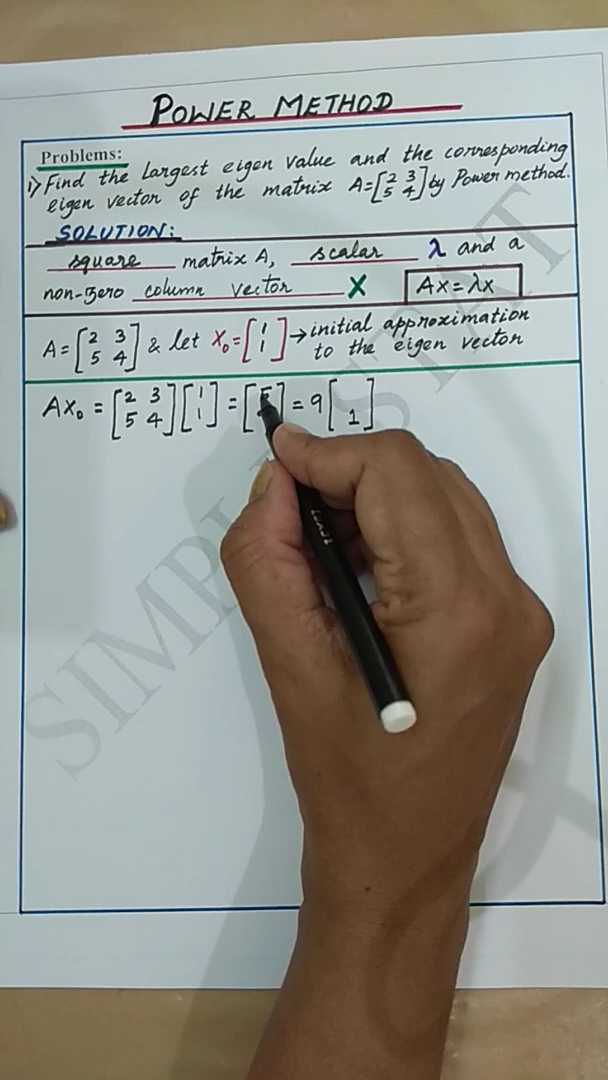 POWER METHOD
Problems:
1) Find the largest eigen value and the corresponding
eigen vector of the matrix A=[2 3 5 4] by Power method.
SOLUTION:
square matrix A, scalar λ and a
non-zero column vector X AX=λx
A=[2 3 5 4] & let X₀=[1 1] → initial approximation
to the eigen vector
AX₀ = [2 3 5 4][1 1] = [5 ] = 9[ 1]